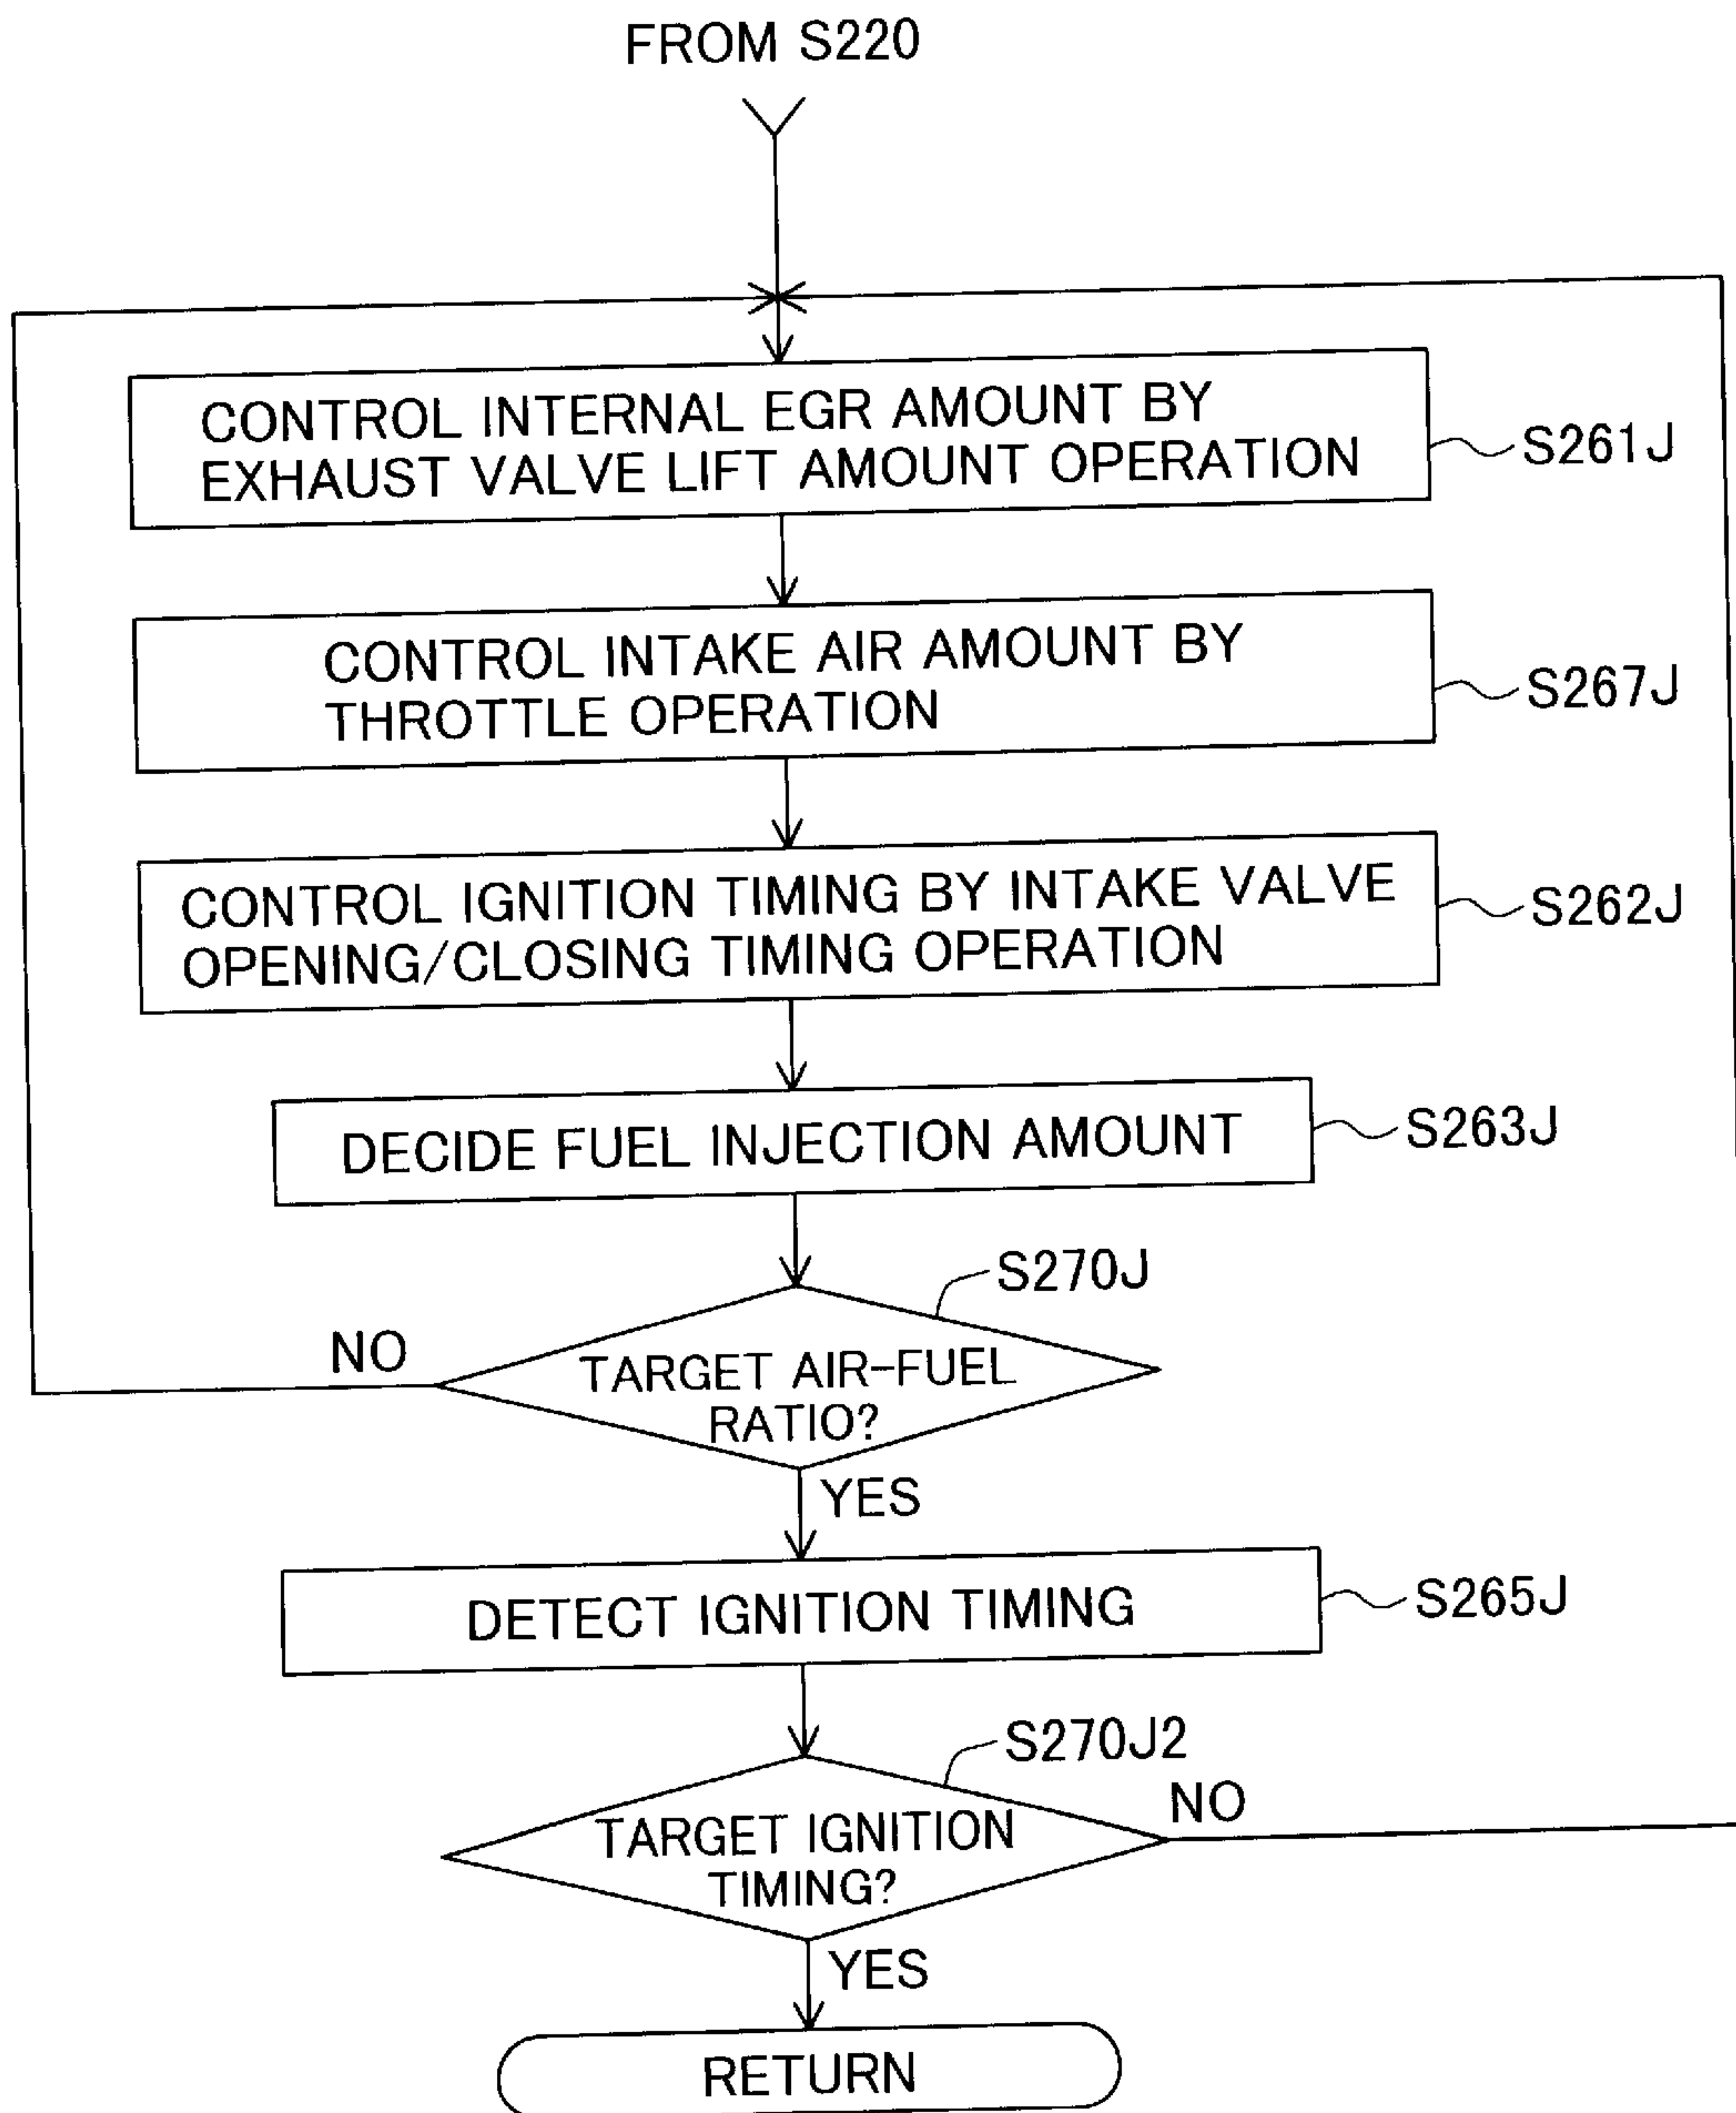 FROM S220
CONTROL INTERNAL EGR AMOUNT BY
EXHAUST VALVE LIFT AMOUNT OPERATION
S261J
CONTROL INTAKE AIR AMOUNT BY
THROTTLE OPERATION
S267J
CONTROL IGNITION TIMING BY INTAKE VALVE
OPENING/CLOSING TIMING OPERATION
S262J
DECIDE FUEL INJECTION AMOUNT
S263J
S270J
NO
TARGET AIR-FUEL
RATIO?
YES
DETECT IGNITION TIMING
S265J
S270J2
NO
TARGET IGNITION
TIMING?
YES
RETURN